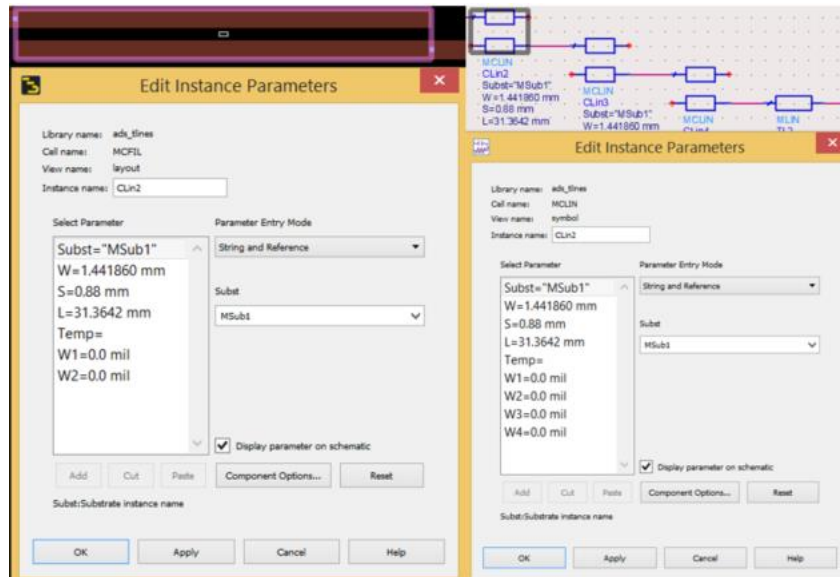 MCLIN
CLin2
Subst="MSub1"
W=1.441860 mm
S=0.88 mm
L=31.3642 mm
MCLIN
CLin3
Subst="MSub1"
W=1.441860 mm
MCLIN
MLIN
Edit Instance Parameters
Library name: ads_tlines
Cell name: MCFIL
View name: layout
Instance name: CLin2
Select Parameter
Subst="MSub1"
W=1.441860 mm
S=0.88 mm
L=31.3642 mm
Temp=
W1=0.0 mil
W2=0.0 mil
Parameter Entry Mode
String and Reference
Subst
MSub1
Display parameter on schematic
Add Cut Paste Component Options... Reset
Subst:Substrate instance name
OK Apply Cancel Help
Edit Instance Parameters
Library name: ads_tlines
Cell name: MCLIN
View name: symbol
Instance name: CLin2
Select Parameter
Subst="MSub1"
W=1.441860 mm
S=0.88 mm
L=31.3642 mm
Temp=
W1=0.0 mil
W2=0.0 mil
W3=0.0 mil
W4=0.0 mil
Parameter Entry Mode
String and Reference
Subst
MSub1
Display parameter on schematic
Add Cut Paste Component Options... Reset
Subst:Substrate instance name
OK Apply Cancel Help